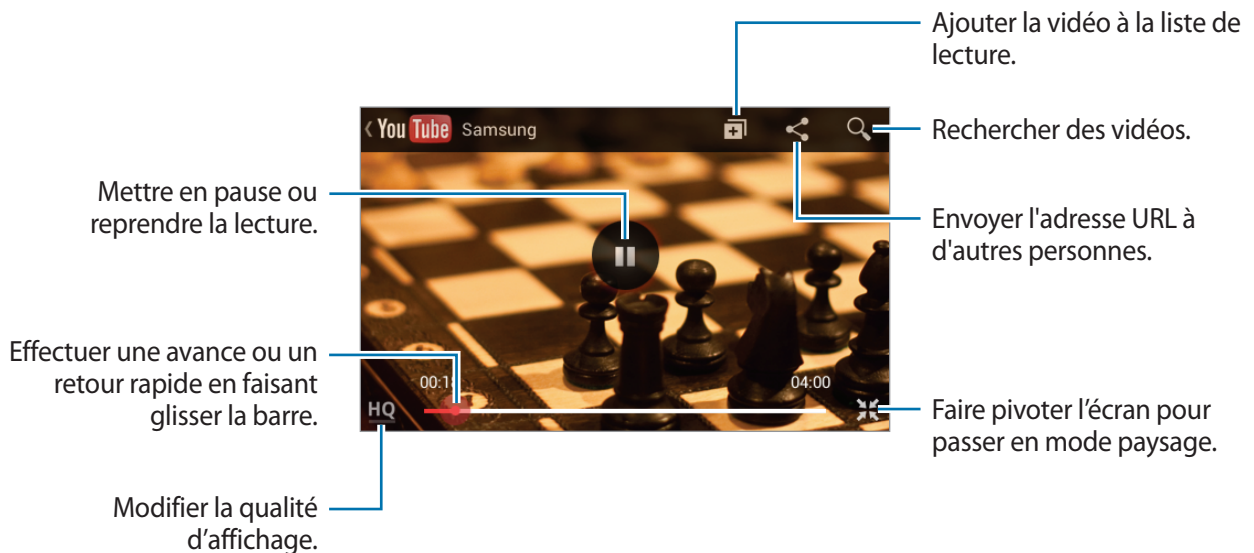 Ajouter la vidéo à la liste de
lecture.
You Tube Samsung
Rechercher des vidéos.
Mettre en pause ou
reprendre la lecture.
Envoyer l'adresse URL à
d'autres personnes.
Effectuer une avance ou un
retour rapide en faisant
glisser la barre.
04:00
HQ
Faire pivoter l’écran pour
passer en mode paysage.
Modifier la qualité
d’affichage.